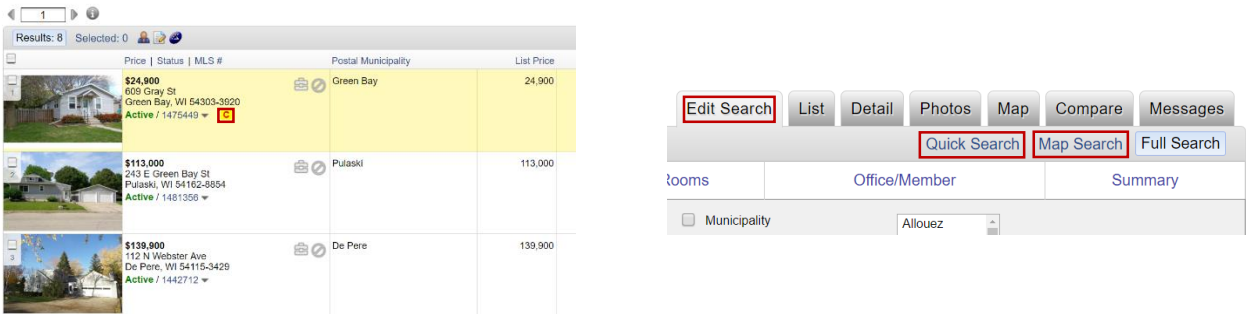 1
Results: 8 Selected: 0
Price | Status | MLS # Postal Municipality List Price
1
$24,900 Green Bay 24,900
609 Gray St
Green Bay, WI 54303-3920
Active / 1475449 C
2
$113,000 Pulaski 113,000
243 E Green Bay St
Pulaski, WI 54162-8854
Active / 1481356
3
$139,900 De Pere 139,900
112 N Webster Ave
De Pere, WI 54115-3429
Active / 1442712
Edit Search List Detail Photos Map Compare Messages
Quick Search Map Search Full Search
Rooms Office/Member Summary
Municipality Allouez